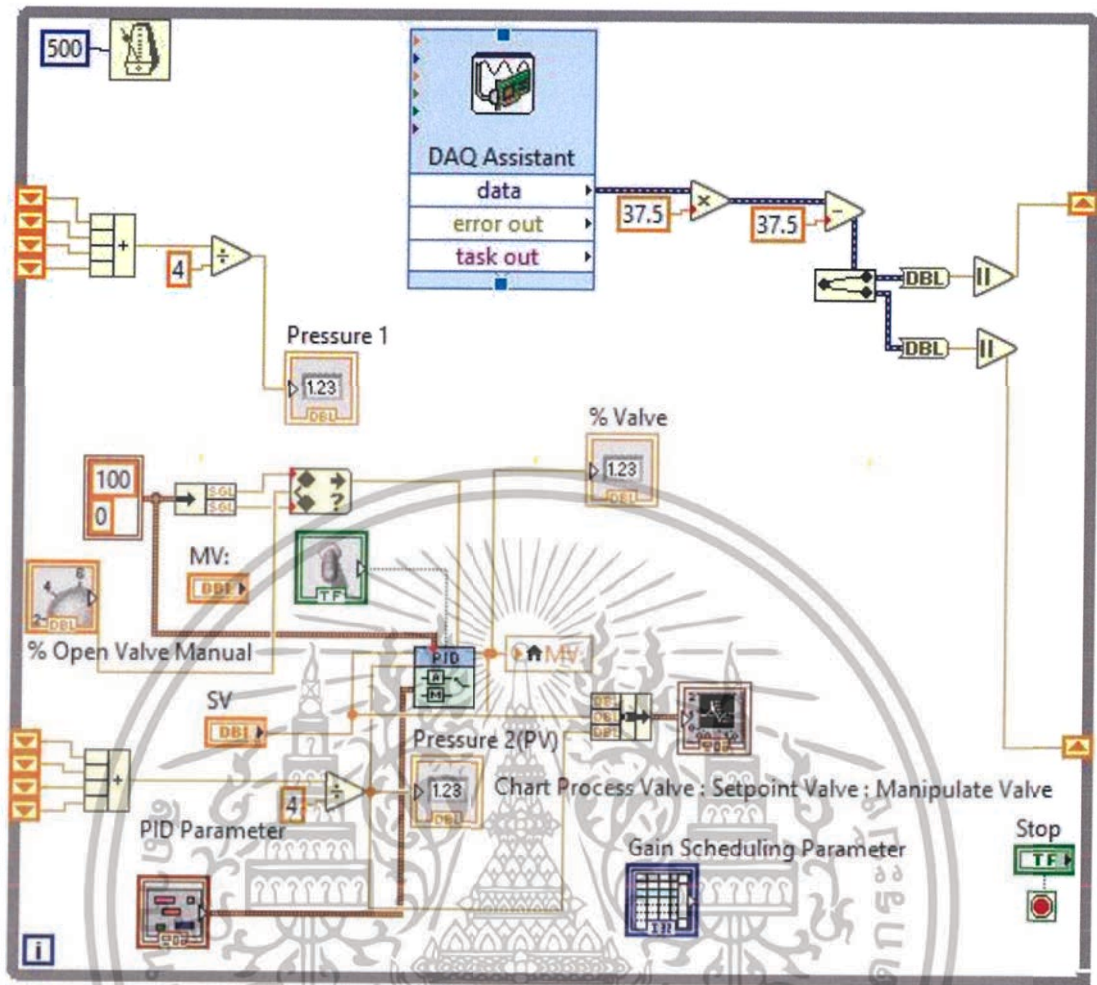 500
DAQ Assistant
data
error out
task out
37.5
37.5
DBL
DBL
4
Pressure 1
1.23
DBL
% Valve
1.23
DBL
100
0
SGL
SGL
?
MV:
DBL
TF
4 6
2
DBL
% Open Valve Manual
PID
A
M
MV:
SV
DBL
DBL
DBL
DBL
Pressure 2(PV)
1.23
DBL
4
Chart Process Valve : Setpoint Valve : Manipulate Valve
PID Parameter
Gain Scheduling Parameter
Stop
TF
i